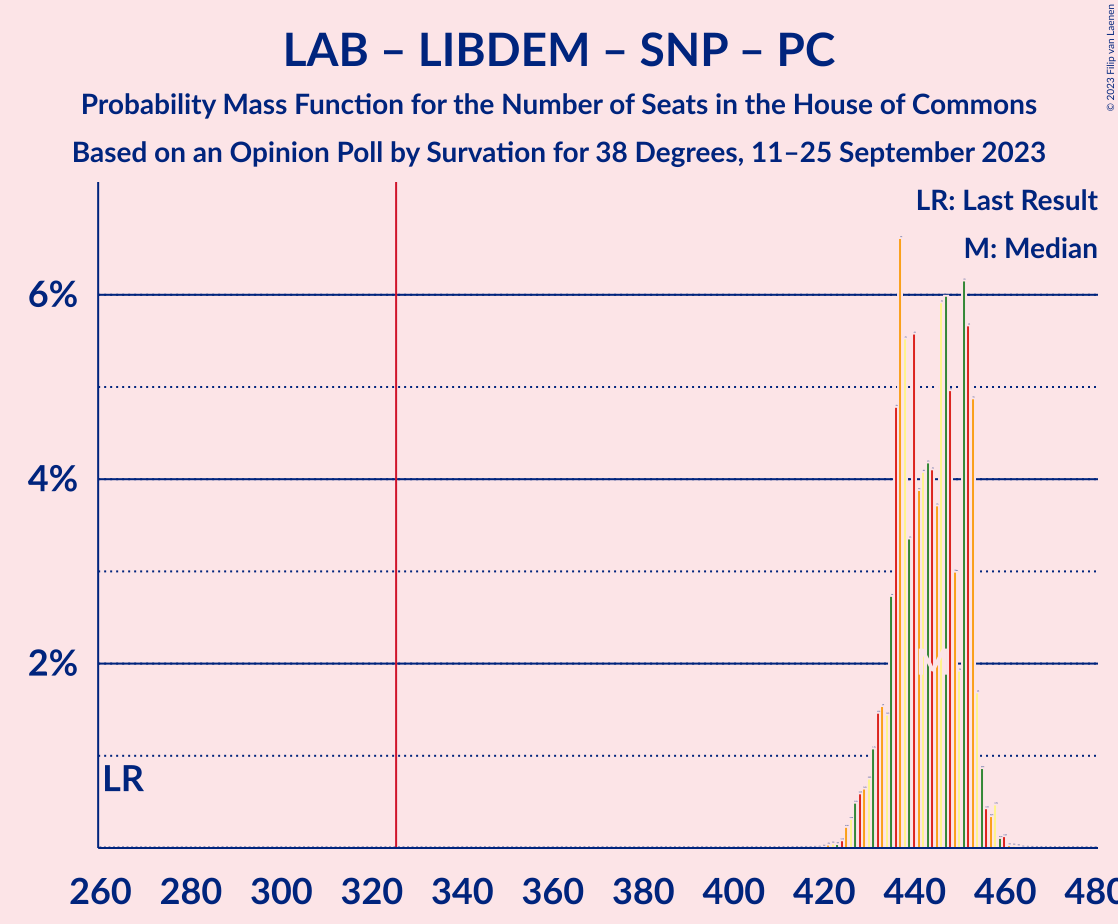 LAB – LIBDEM – SNP – PC
Probability Mass Function for the Number of Seats in the House of Commons
Based on an Opinion Poll by Survation for 38 Degrees, 11–25 September 2023
© 2023 Filip van Laenen
LR: Last Result
M: Median
6%
4%
2%
M
LR
260 280 300 320 340 360 380 400 420 440 460 480